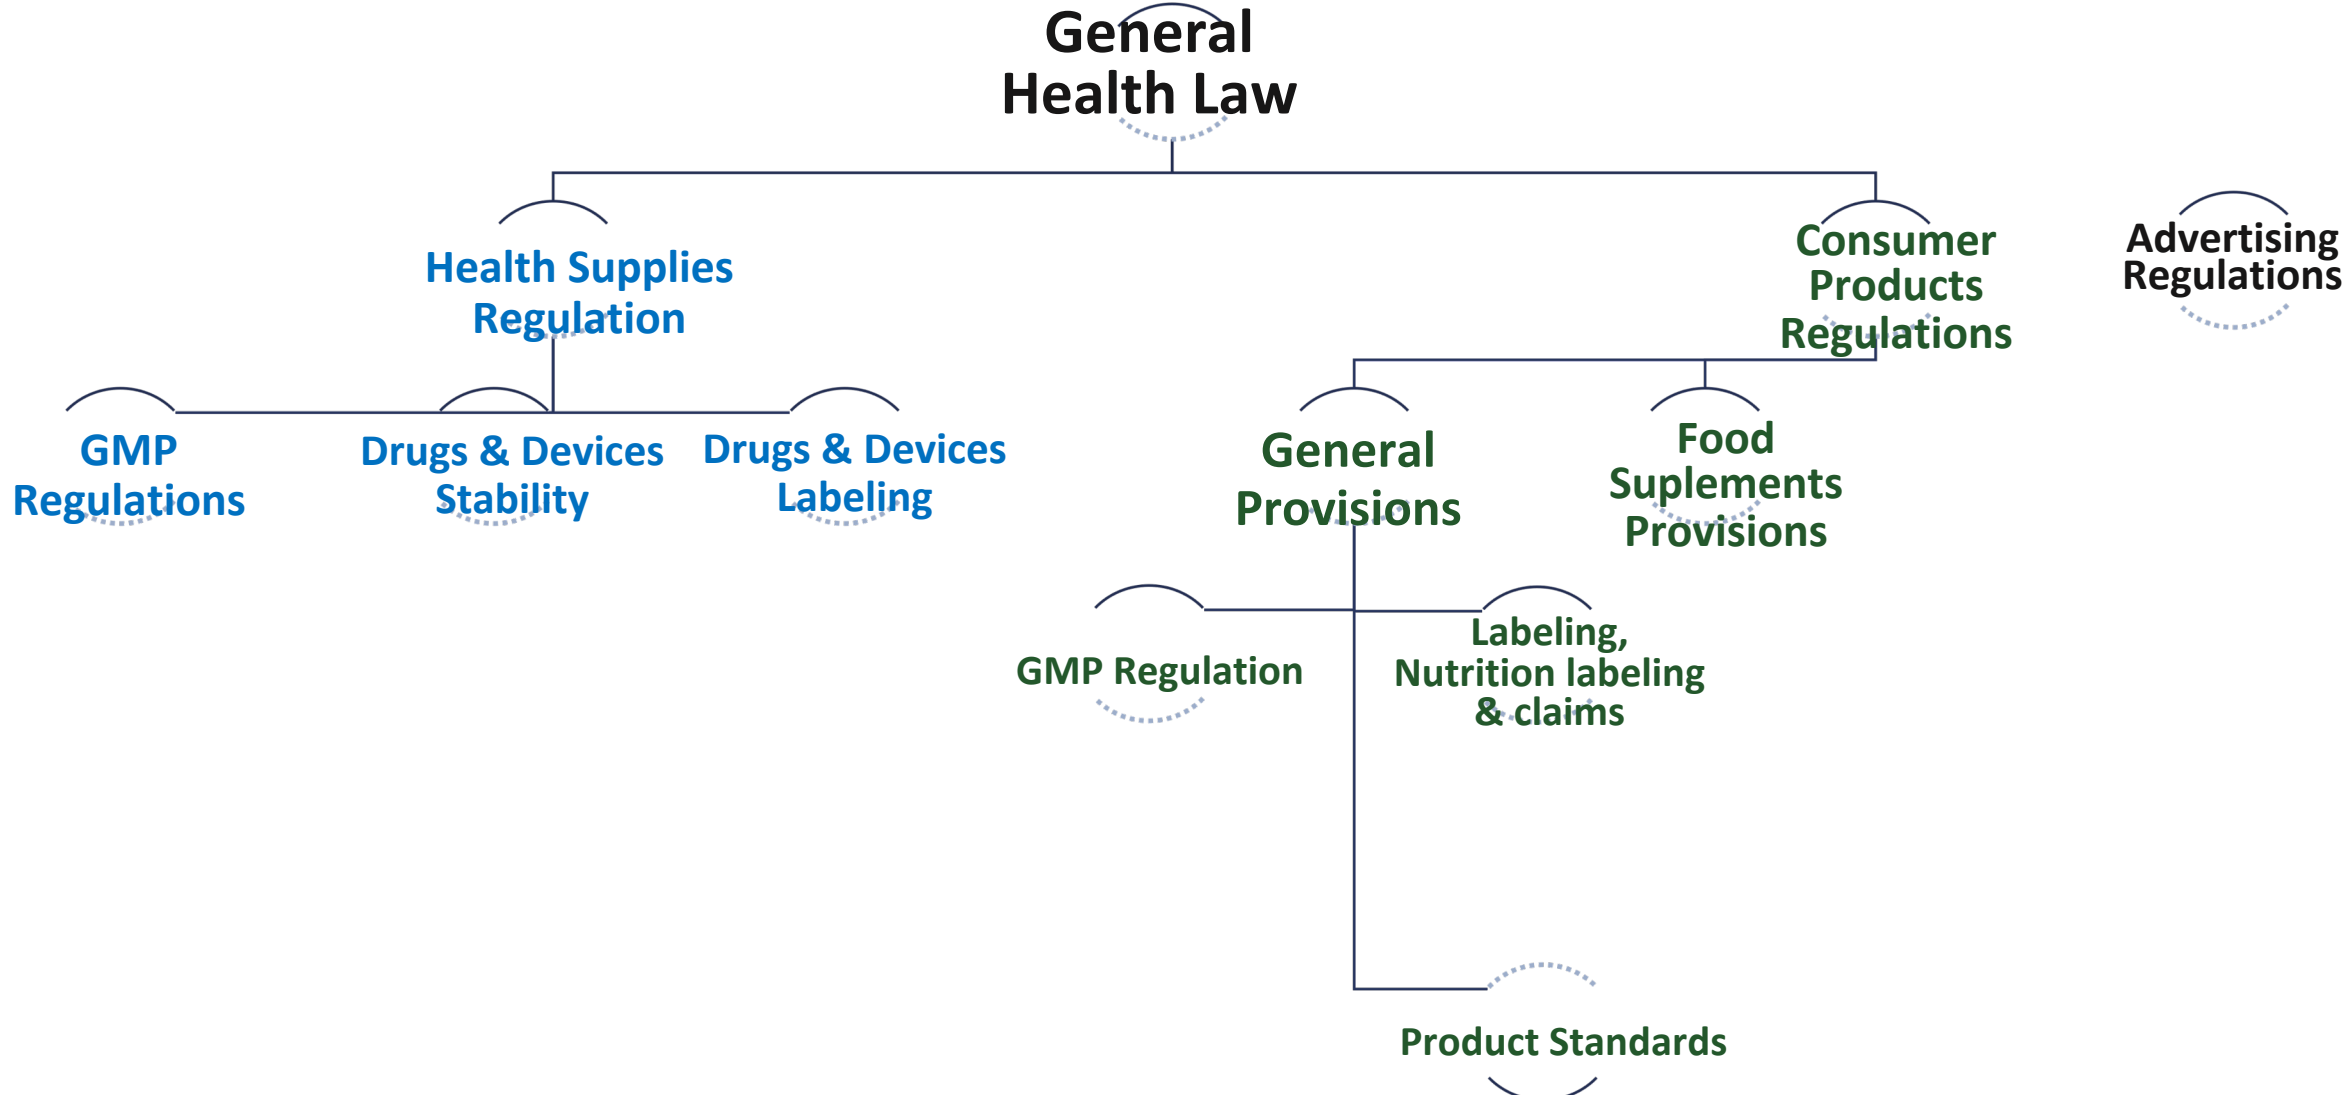 General
Health Law
Health Supplies
Regulation
Consumer
Products
Regulations
Advertising
Regulations
GMP
Regulations
Drugs & Devices
Stability
Drugs & Devices
Labeling
General
Provisions
Food
Suplements
Provisions
GMP Regulation
Labeling,
Nutrition labeling
& claims
Product Standards